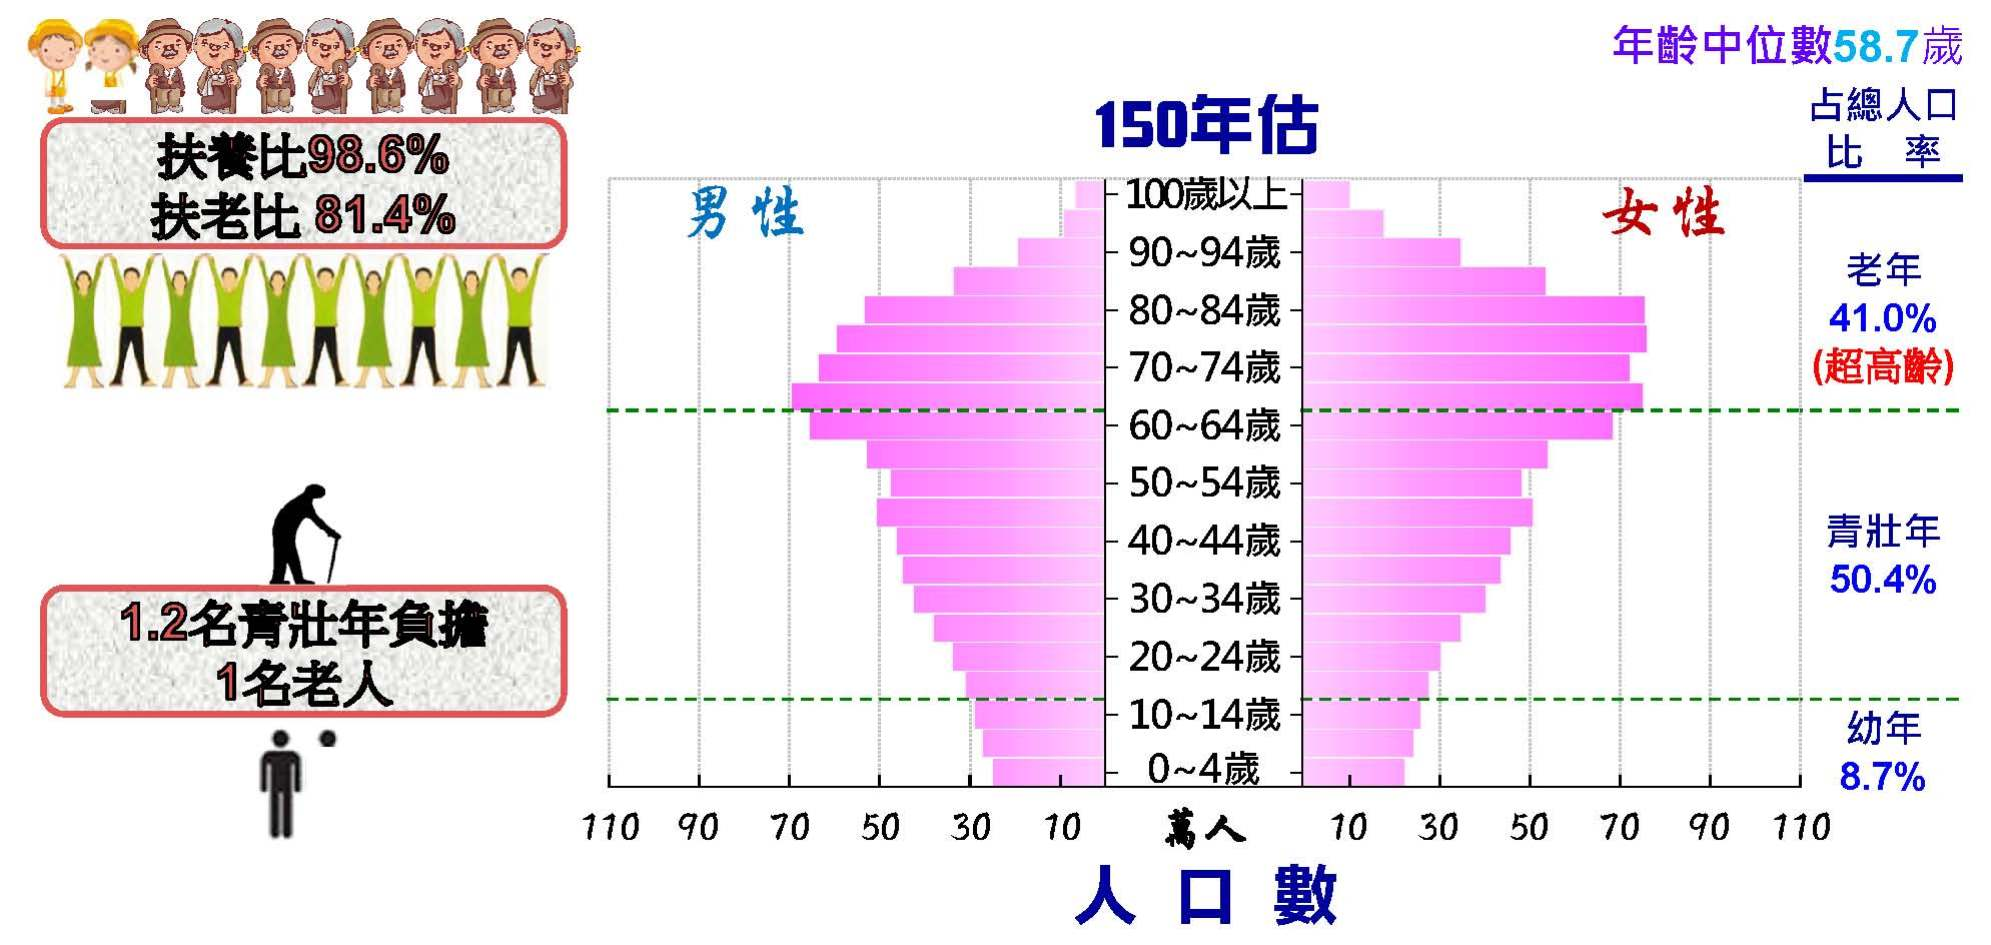 年齡中位數58.7歲
占總人口
比 率
150年估
扶養比98.6%
扶老比 81.4%
男性
女性
100歲以上
90~94歲
80~84歲
70~74歲
60~64歲
50~54歲
40~44歲
30~34歲
20~24歲
10~14歲
0~4歲
老年
41.0%
(超高齡)
青壯年
50.4%
幼年
8.7%
1.2名青壯年負擔
1名老人
110 90 70 50 30 10 萬人 10 30 50 70 90 110
人口數